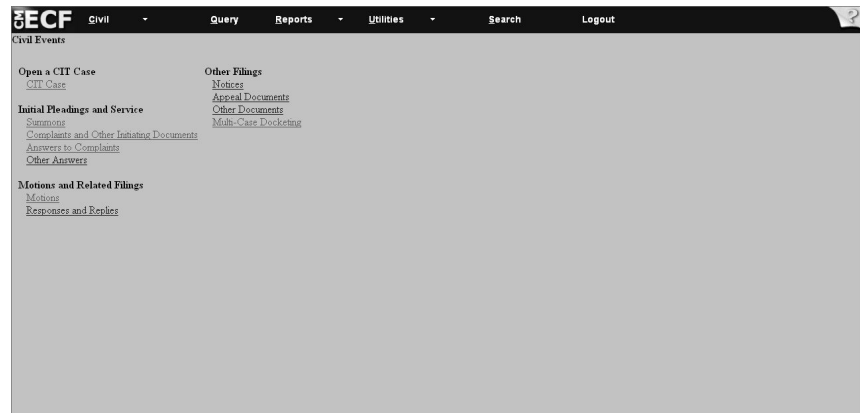 CM ECF Civil Query Reports Utilities Search Logout ?
Civil Events
Open a CIT Case
CIT Case
Initial Pleadings and Service
Summons
Complaints and Other Initiating Documents
Answers to Complaints
Other Answers
Motions and Related Filings
Motions
Responses and Replies
Other Filings
Notices
Appeal Documents
Other Documents
Multi-Case Docketing